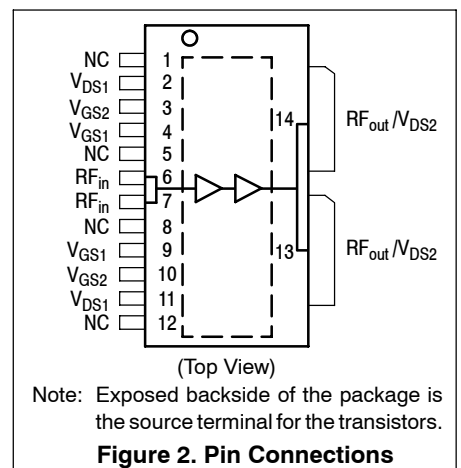 NC 1
VDS1 2
VGS2 3
VGS1 4
NC 5
RFin 6
RFin 7
NC 8
VGS1 9
VGS2 10
VDS1 11
NC 12
14 RFout/VDS2
13 RFout/VDS2
(Top View)
Note: Exposed backside of the package is
the source terminal for the transistors.
Figure 2. Pin Connections